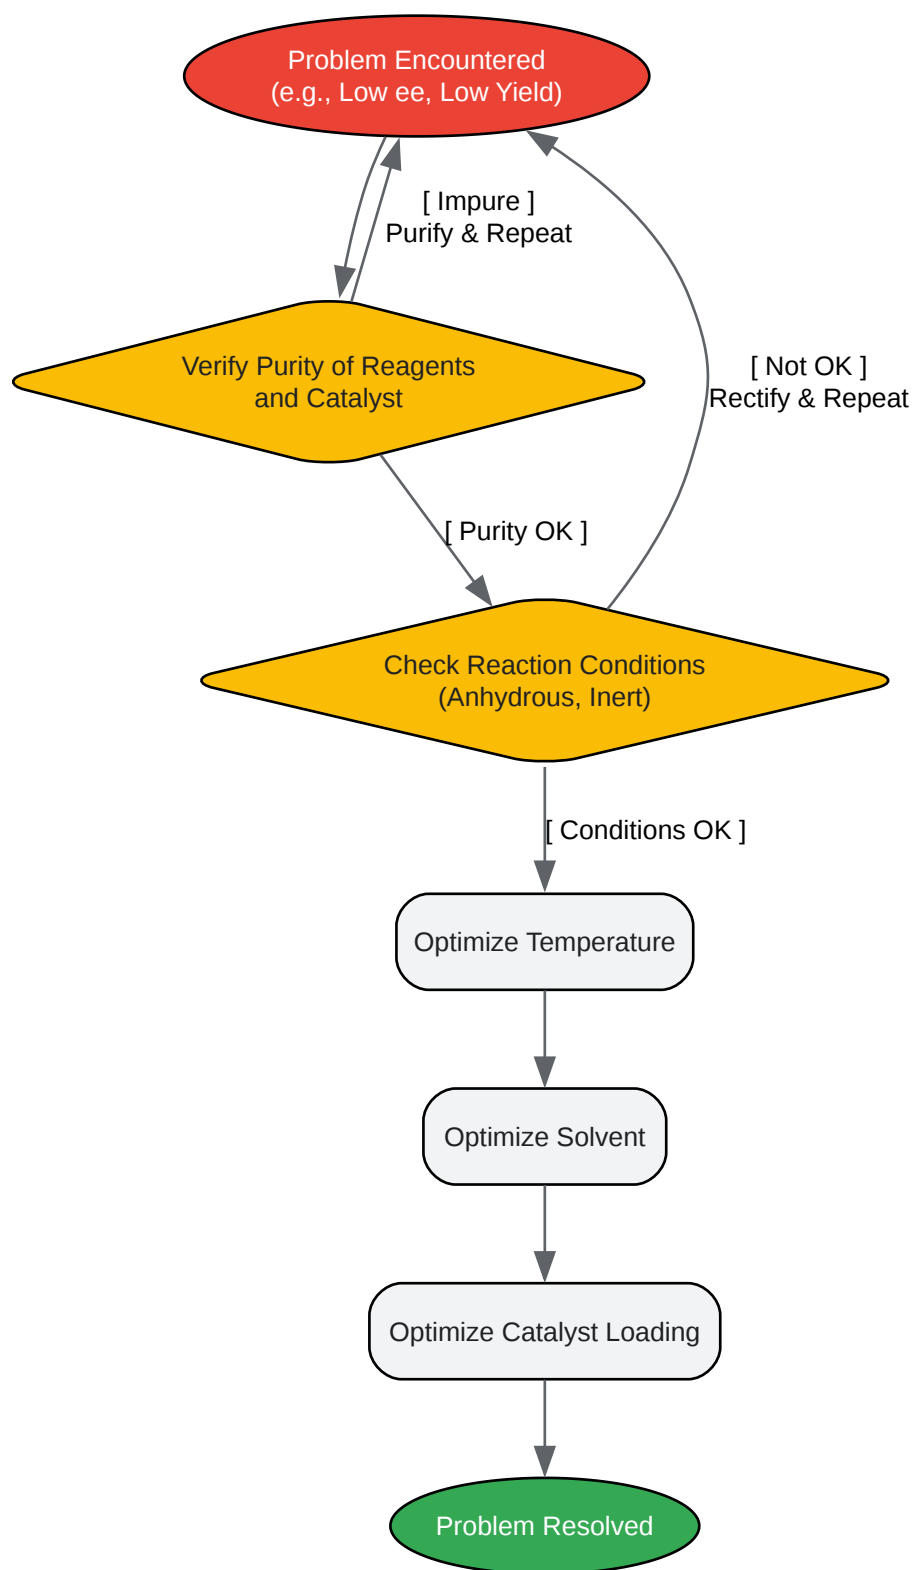 Problem Encountered
(e.g., Low ee, Low Yield)
[ Impure ]
Purify & Repeat
Verify Purity of Reagents
and Catalyst
[ Not OK ]
Rectify & Repeat
[ Purity OK ]
Check Reaction Conditions
(Anhydrous, Inert)
[ Conditions OK ]
Optimize Temperature
Optimize Solvent
Optimize Catalyst Loading
Problem Resolved